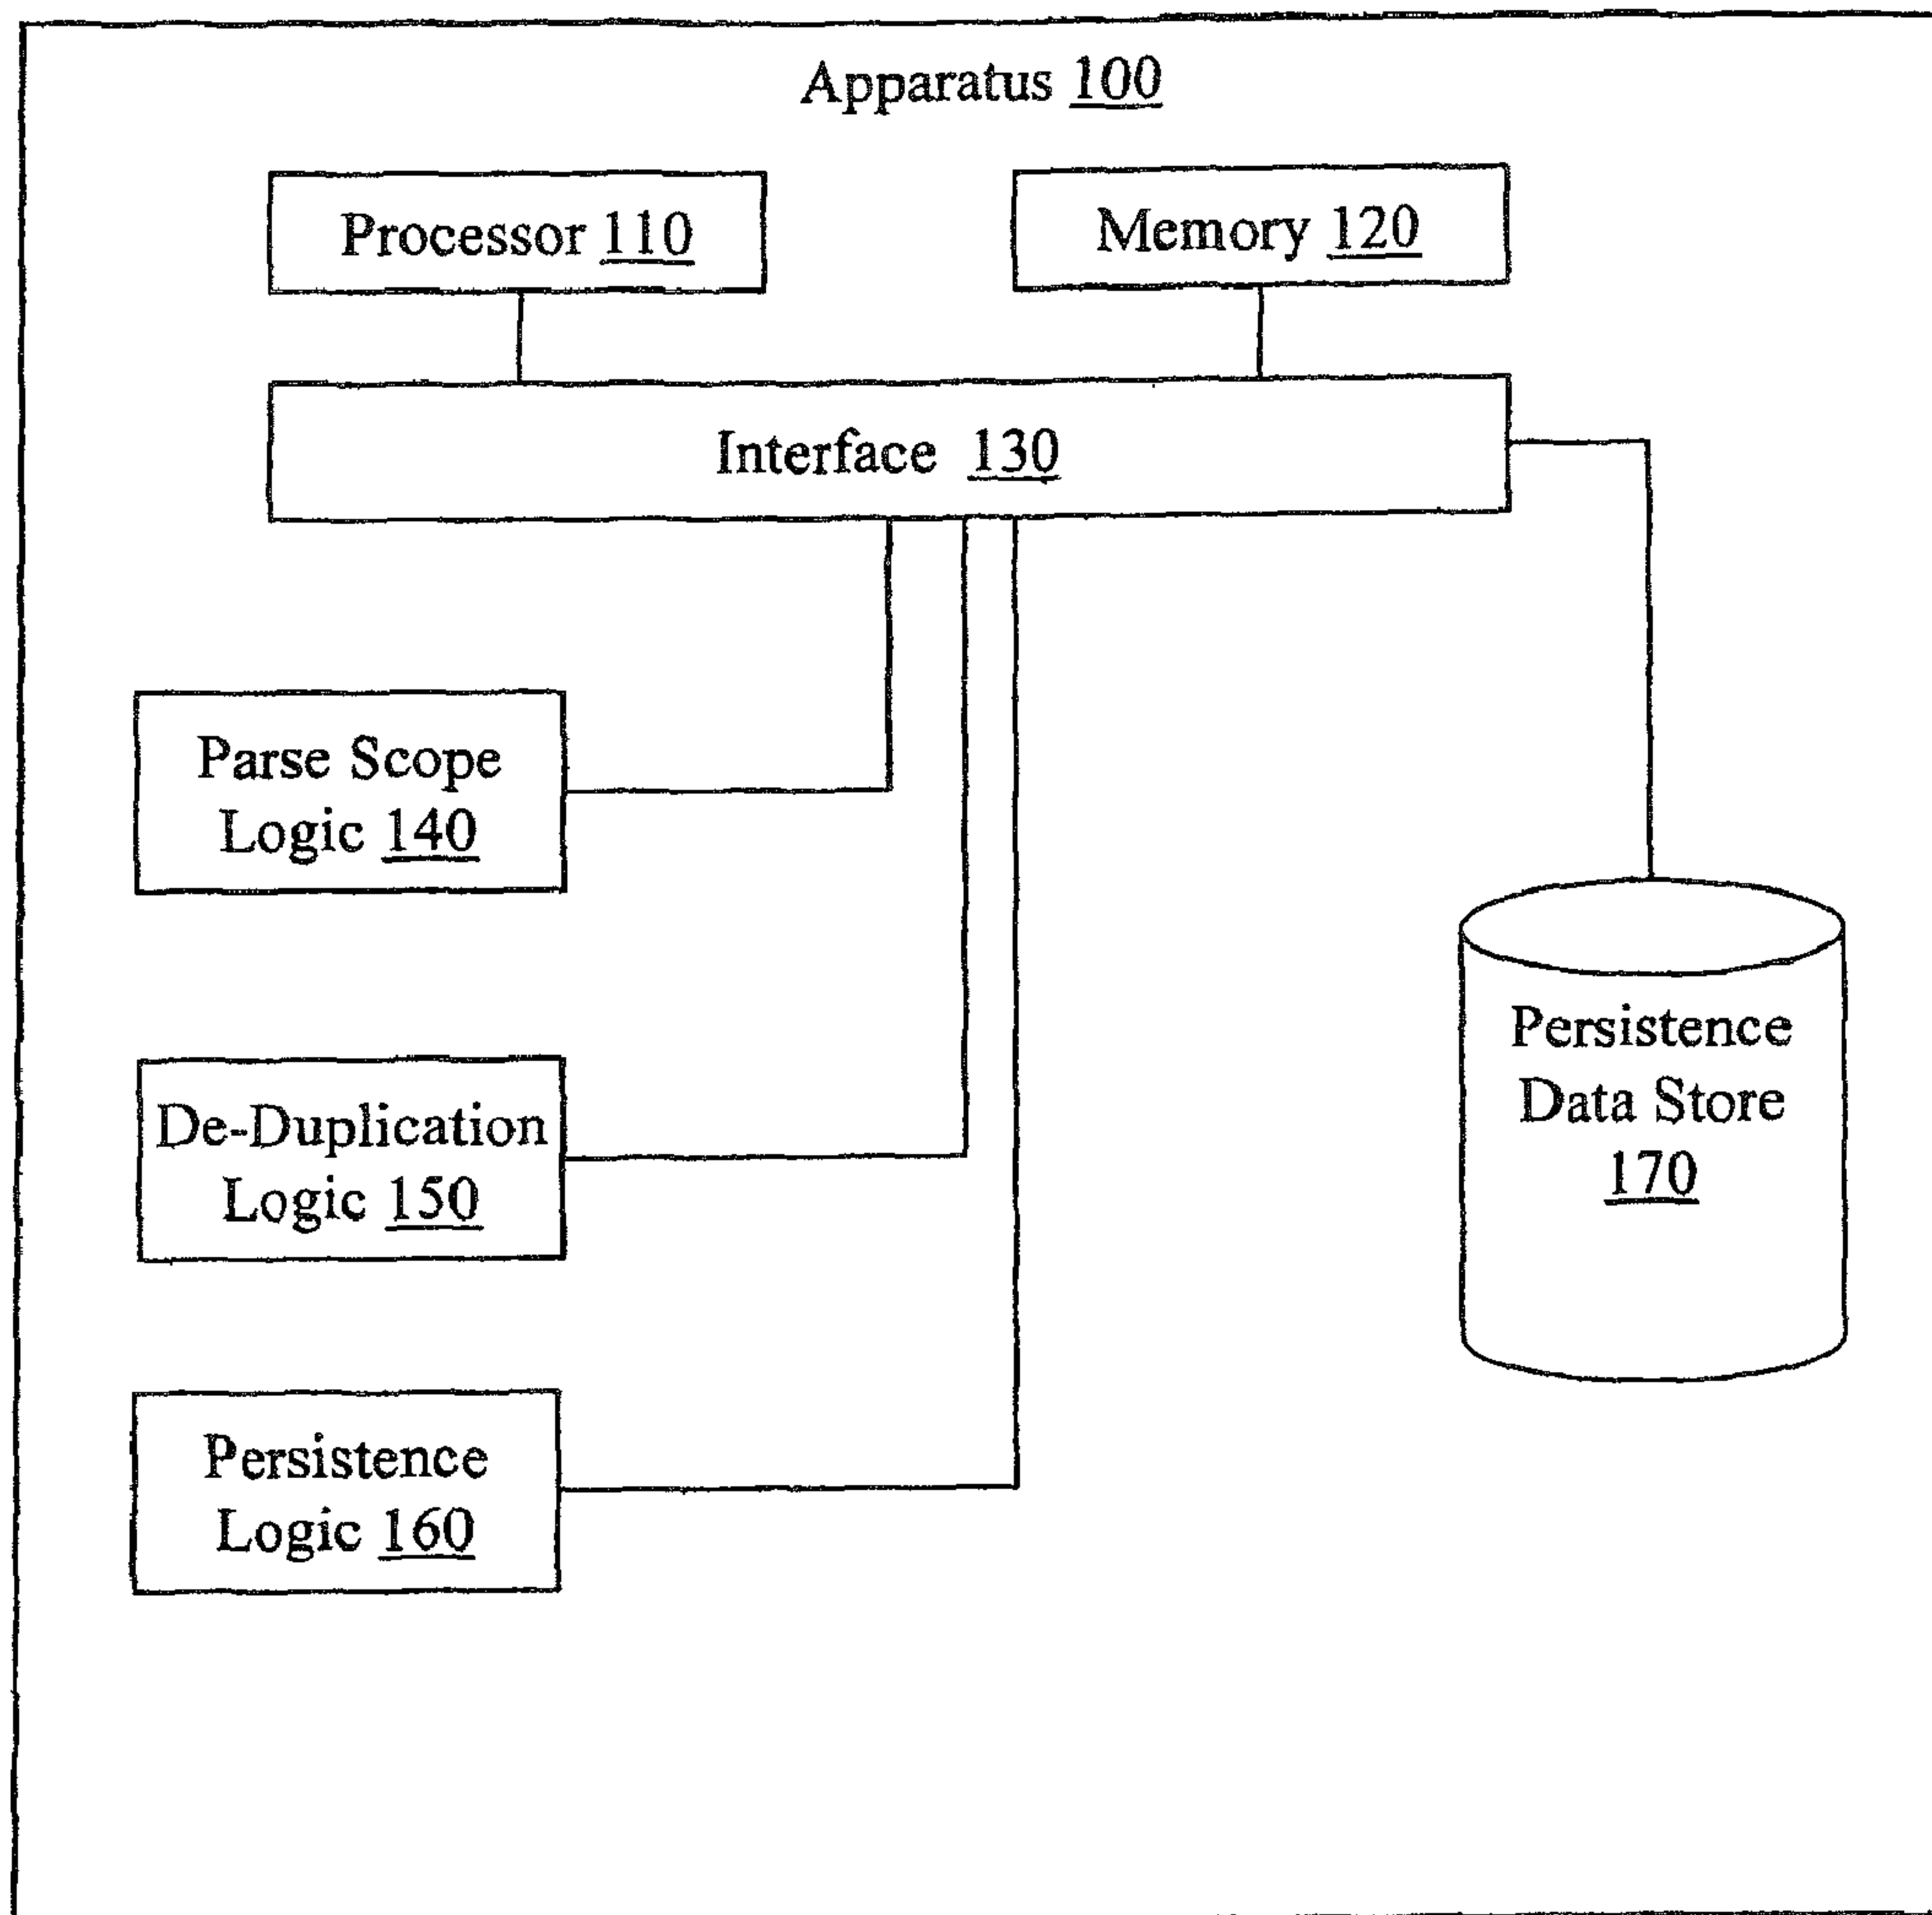 Apparatus 100
Processor 110
Memory 120
Interface 130
Parse Scope
Logic 140
De-Duplication
Logic 150
Persistence
Logic 160
Persistence
Data Store
170